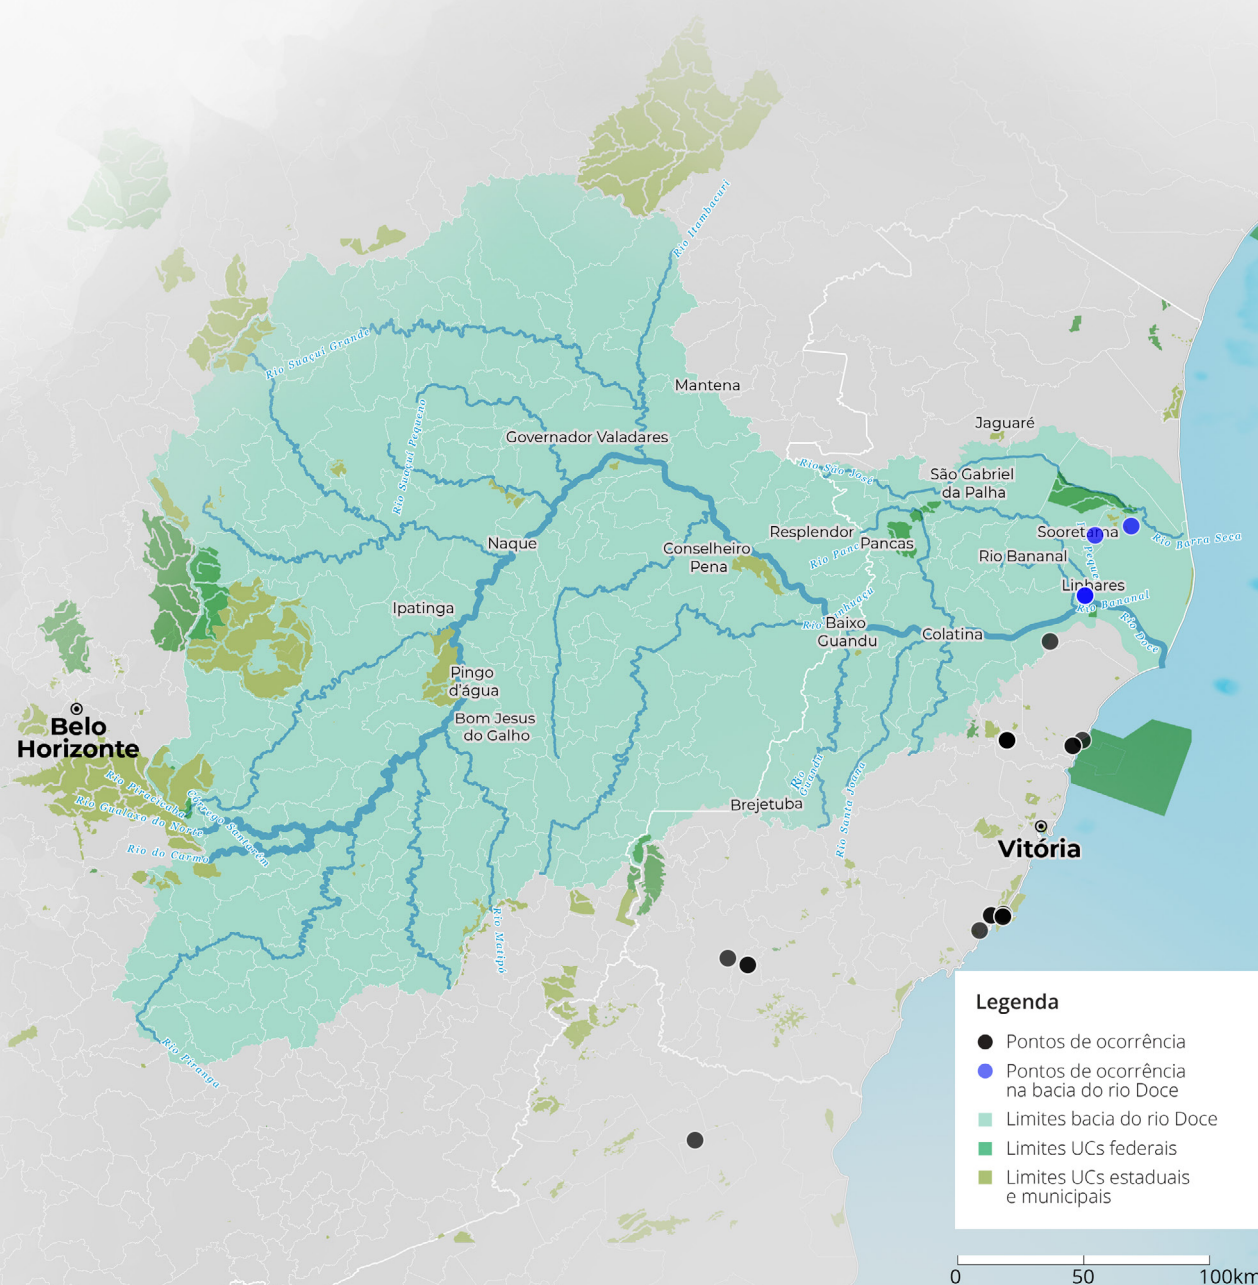 Rio Itambacuri
Rio Suaçuí Grande
Mantena
Rio Suaçuí Pequeno
Jaguaré
Governador Valadares
Rio São José
São Gabriel
da Palha
Resplendor
Sooretama
Naque
Conselheiro
Pena
Pancas
Rio Barra Seca
Rio Bananal
Linhares
Ipatinga
Rio Bananal
Baixo
Guandu
Colatina
Rio Doce
Pingo
d'água
Belo
Horizonte
Bom Jesus
do Galho
Rio Piracicaba
Rio Gualaxo do Norte
Córrego Santarém
Rio do Carmo
Rio
Guandu
Rio Santa Joana
Brejetuba
Vitória
Rio Matipó
Rio Piranga
Legenda
Pontos de ocorrência
Pontos de ocorrência
na bacia do rio Doce
Limites bacia do rio Doce
Limites UCs federais
Limites UCs estaduais
e municipais
0 50 100km